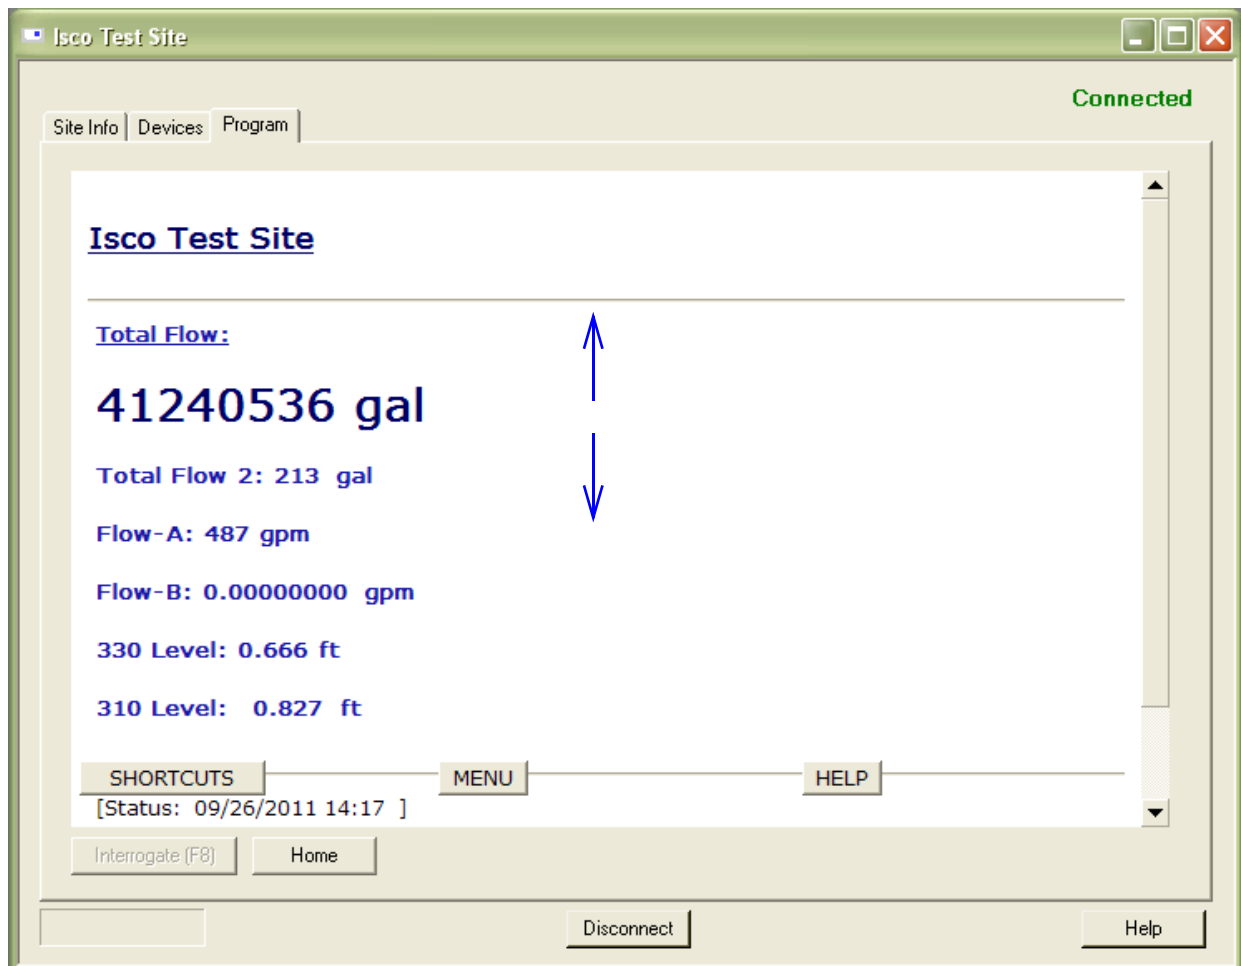 Isco Test Site
Connected
Site Info Devices Program
Isco Test Site
Total Flow:
41240536 gal
Total Flow 2: 213 gal
Flow-A: 487 gpm
Flow-B: 0.00000000 gpm
330 Level: 0.666 ft
310 Level: 0.827 ft
SHORTCUTS MENU HELP
[Status: 09/26/2011 14:17 ]
Interrogate (F8) Home
Disconnect Help